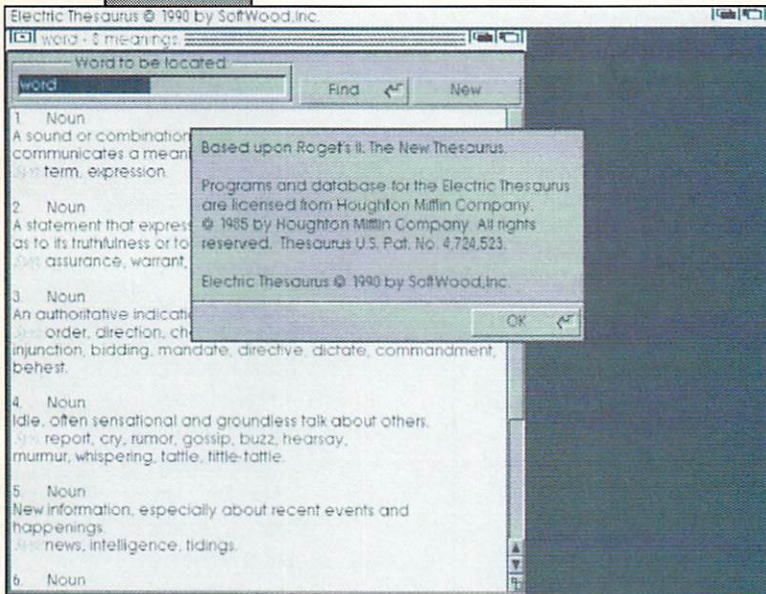 Electric Thesaurus © 1990 by SoftWood,Inc.
word - 8 meanings.
Word to be located
word
Find
New
1. Noun
A sound or combination
communicates a mean
Syn: term, expression.
2. Noun
A statement that express
as to its truthfulness or to
Syn: assurance, warrant,
3. Noun
An authoritative indicati
Syn: order, direction, ch
injunction, bidding, mandate, directive, dictate, commandment,
behest.
4. Noun
Idle, often sensational and groundless talk about others.
Syn: report, cry, rumor, gossip, buzz, hearsay,
murmur, whispering, tattle, tittle-tattle.
5. Noun
New information, especially about recent events and
happenings.
Syn: news, intelligence, tidings.
6. Noun
Based upon Roget's II: The New Thesaurus.
Programs and database for the Electric Thesaurus
are licensed from Houghton Mifflin Company.
© 1985 by Houghton Mifflin Company. All rights
reserved. Thesaurus U.S. Pat. No. 4,724,523.
Electric Thesaurus © 1990 by SoftWood,Inc.
OK